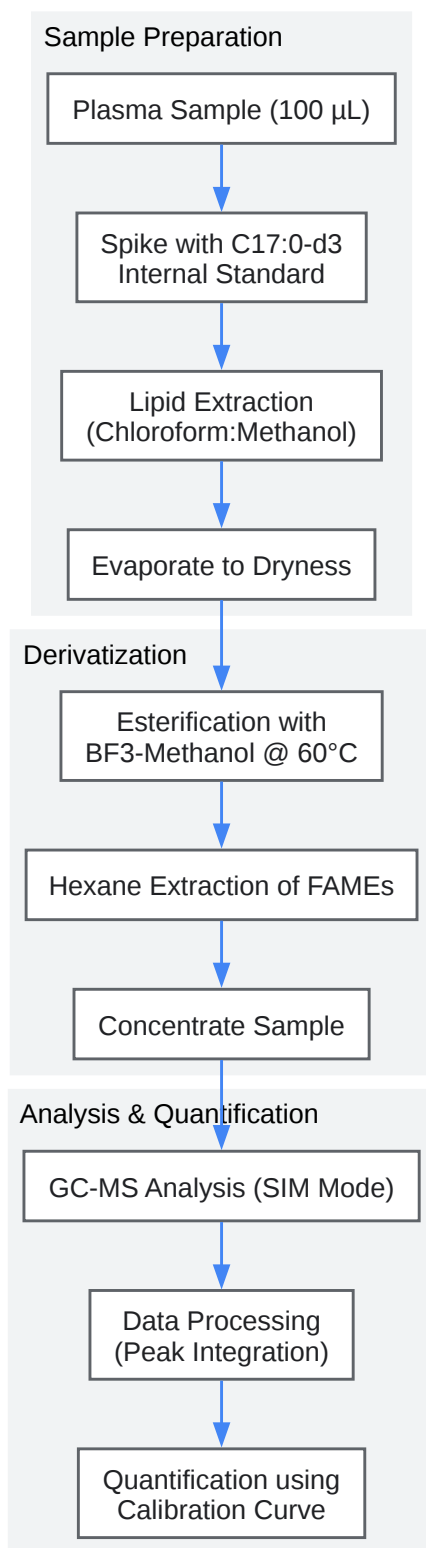 Sample Preparation
Plasma Sample (100 µL)
Spike with C17:0-d3
Internal Standard
Lipid Extraction
(Chloroform:Methanol)
Evaporate to Dryness
Derivatization
Esterification with
BF3-Methanol @ 60°C
Hexane Extraction of FAMEs
Concentrate Sample
Analysis & Quantification
GC-MS Analysis (SIM Mode)
Data Processing
(Peak Integration)
Quantification using
Calibration Curve